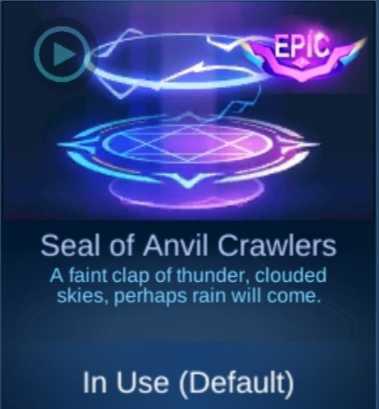 EPIC
Seal of Anvil Crawlers
A faint clap of thunder, clouded
skies, perhaps rain will come.
In Use (Default)